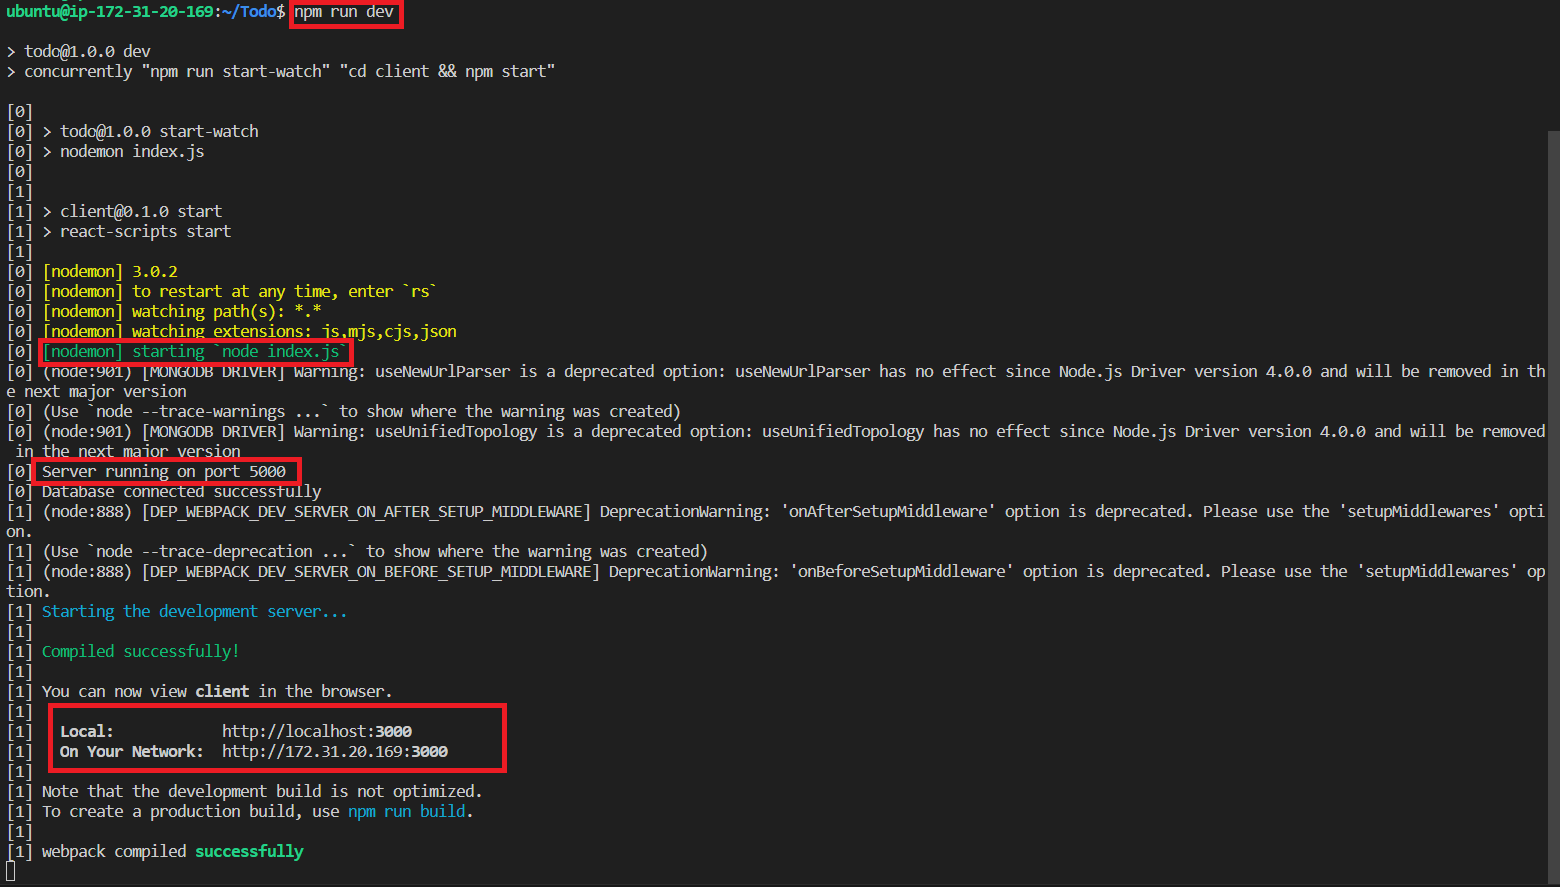 ubuntu@ip-172-31-20-169:~/Todo$ npm run dev
> todo@1.0.0 dev
> concurrently "npm run start-watch" "cd client && npm start"
[0]
[0] > todo@1.0.0 start-watch
[0] > nodemon index.js
[0]
[1]
[1] > client@0.1.0 start
[1] > react-scripts start
[1]
[0] [nodemon] 3.0.2
[0] [nodemon] to restart at any time, enter `rs`
[0] [nodemon] watching path(s): *.*
[0] [nodemon] watching extensions: js,mjs,cjs,json
[0] [nodemon] starting `node index.js`
[0] (node:901) [MONGODB DRIVER] Warning: useNewUrlParser is a deprecated option: useNewUrlParser has no effect since Node.js Driver version 4.0.0 and will be removed in th
e next major version
[0] (Use `node --trace-warnings ...` to show where the warning was created)
[0] (node:901) [MONGODB DRIVER] Warning: useUnifiedTopology is a deprecated option: useUnifiedTopology has no effect since Node.js Driver version 4.0.0 and will be removed
in the next major version
[0] Server running on port 5000
[0] Database connected successfully
[1] (node:888) [DEP_WEBPACK_DEV_SERVER_ON_AFTER_SETUP_MIDDLEWARE] DeprecationWarning: 'onAfterSetupMiddleware' option is deprecated. Please use the 'setupMiddlewares' opti
on.
[1] (Use `node --trace-deprecation ...` to show where the warning was created)
[1] (node:888) [DEP_WEBPACK_DEV_SERVER_ON_BEFORE_SETUP_MIDDLEWARE] DeprecationWarning: 'onBeforeSetupMiddleware' option is deprecated. Please use the 'setupMiddlewares' op
tion.
[1] Starting the development server...
[1]
[1] Compiled successfully!
[1]
[1] You can now view client in the browser.
[1]
[1] Local: http://localhost:3000
[1] On Your Network: http://172.31.20.169:3000
[1]
[1] Note that the development build is not optimized.
[1] To create a production build, use npm run build.
[1]
[1] webpack compiled successfully